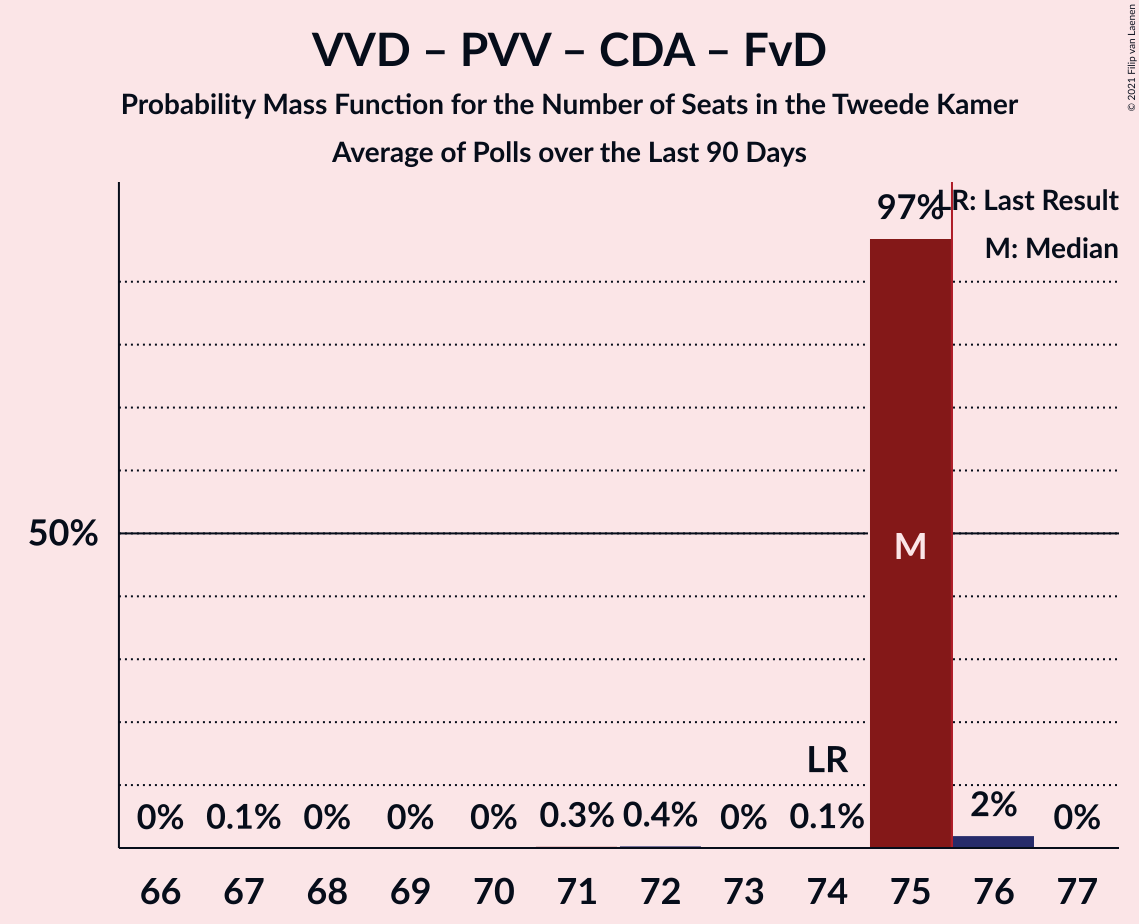 VVD – PVV – CDA – FvD
Probability Mass Function for the Number of Seats in the Tweede Kamer
Average of Polls over the Last 90 Days
© 2021 Filip van Laenen
LR: Last Result
M: Median
97%
50%
M
LR
0% 0.1% 0% 0% 0% 0.3% 0.4% 0% 0.1% 2% 0%
66 67 68 69 70 71 72 73 74 75 76 77